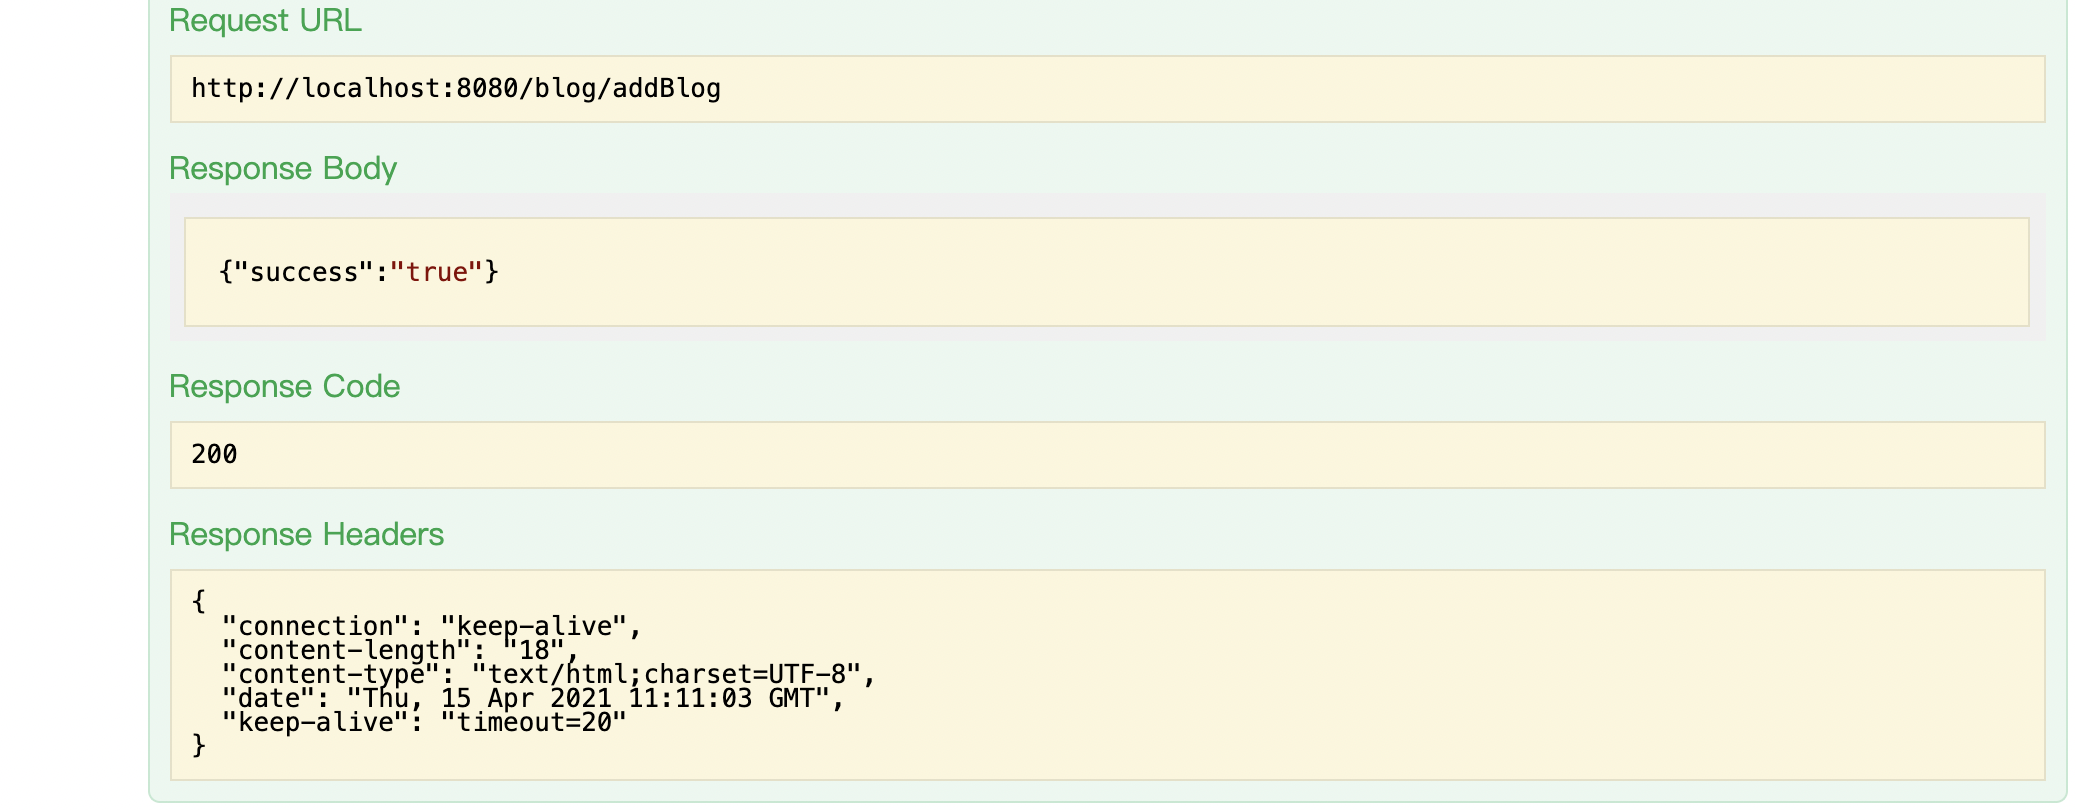 Request URL
http://localhost:8080/blog/addBlog
Response Body
{"success":"true"}
Response Code
200
Response Headers
{
  "connection": "keep-alive",
  "content-length": "18",
  "content-type": "text/html;charset=UTF-8",
  "date": "Thu, 15 Apr 2021 11:11:03 GMT",
  "keep-alive": "timeout=20"
}